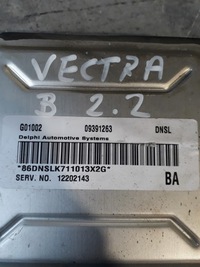 VECTRA
B 2.2
G01002 09391263 DNSL
Delphi Automotive Systems
*86DNSLK711013X2G*
SERV. NO. 12202143 BA